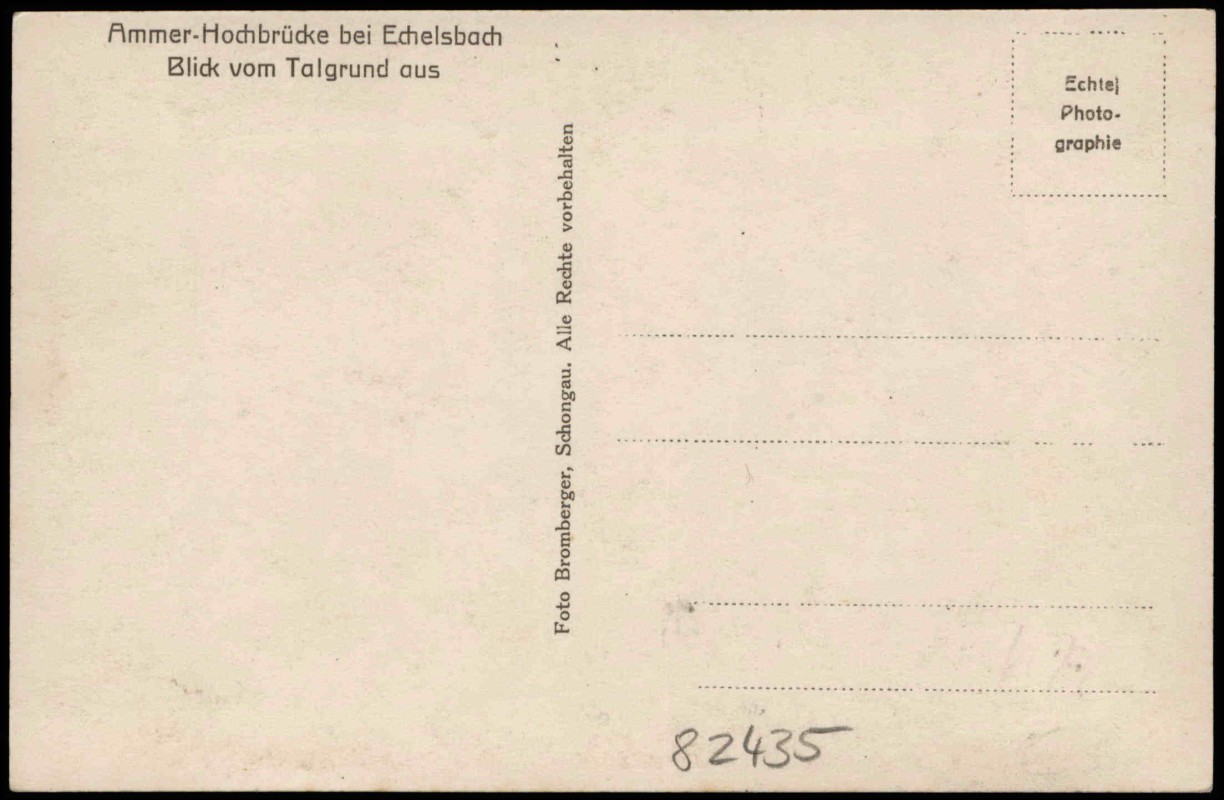 Ammer-Hochbrücke bei Echelsbach
Blick vom Talgrund aus
Foto Bromberger, Schongau. Alle Rechte vorbehalten
Echte
Photo-
graphie
82435